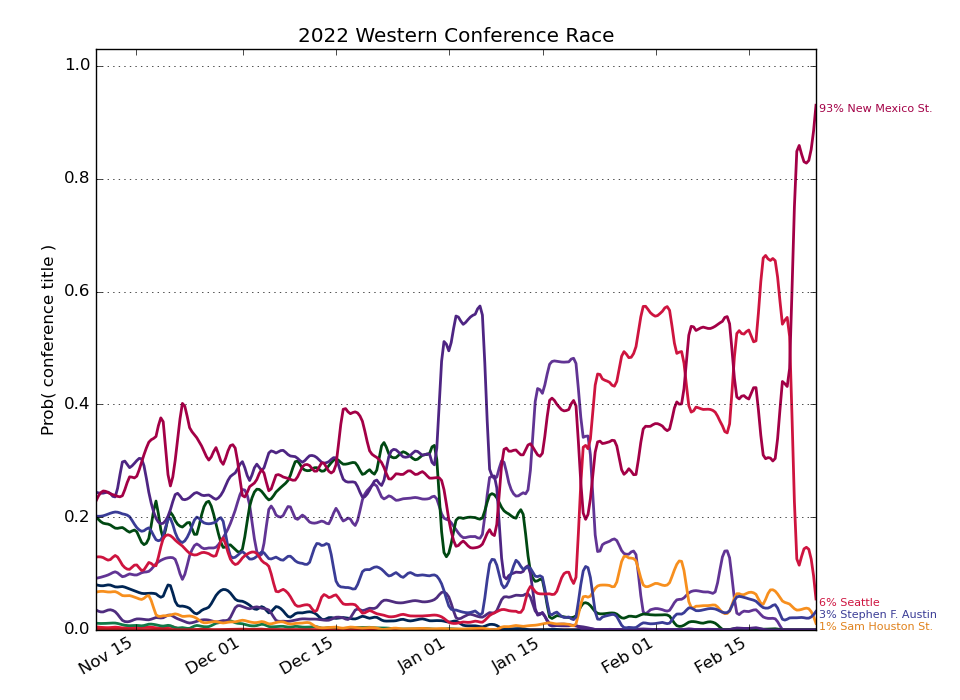 2022 Western Conference Race
Prob( conference title )
1.0
0.8
0.6
0.4
0.2
0.0
Nov 15
Dec 01
Dec 15
Jan 01
Jan 15
Feb 01
Feb 15
93% New Mexico St.
6% Seattle
3% Stephen F. Austin
1% Sam Houston St.